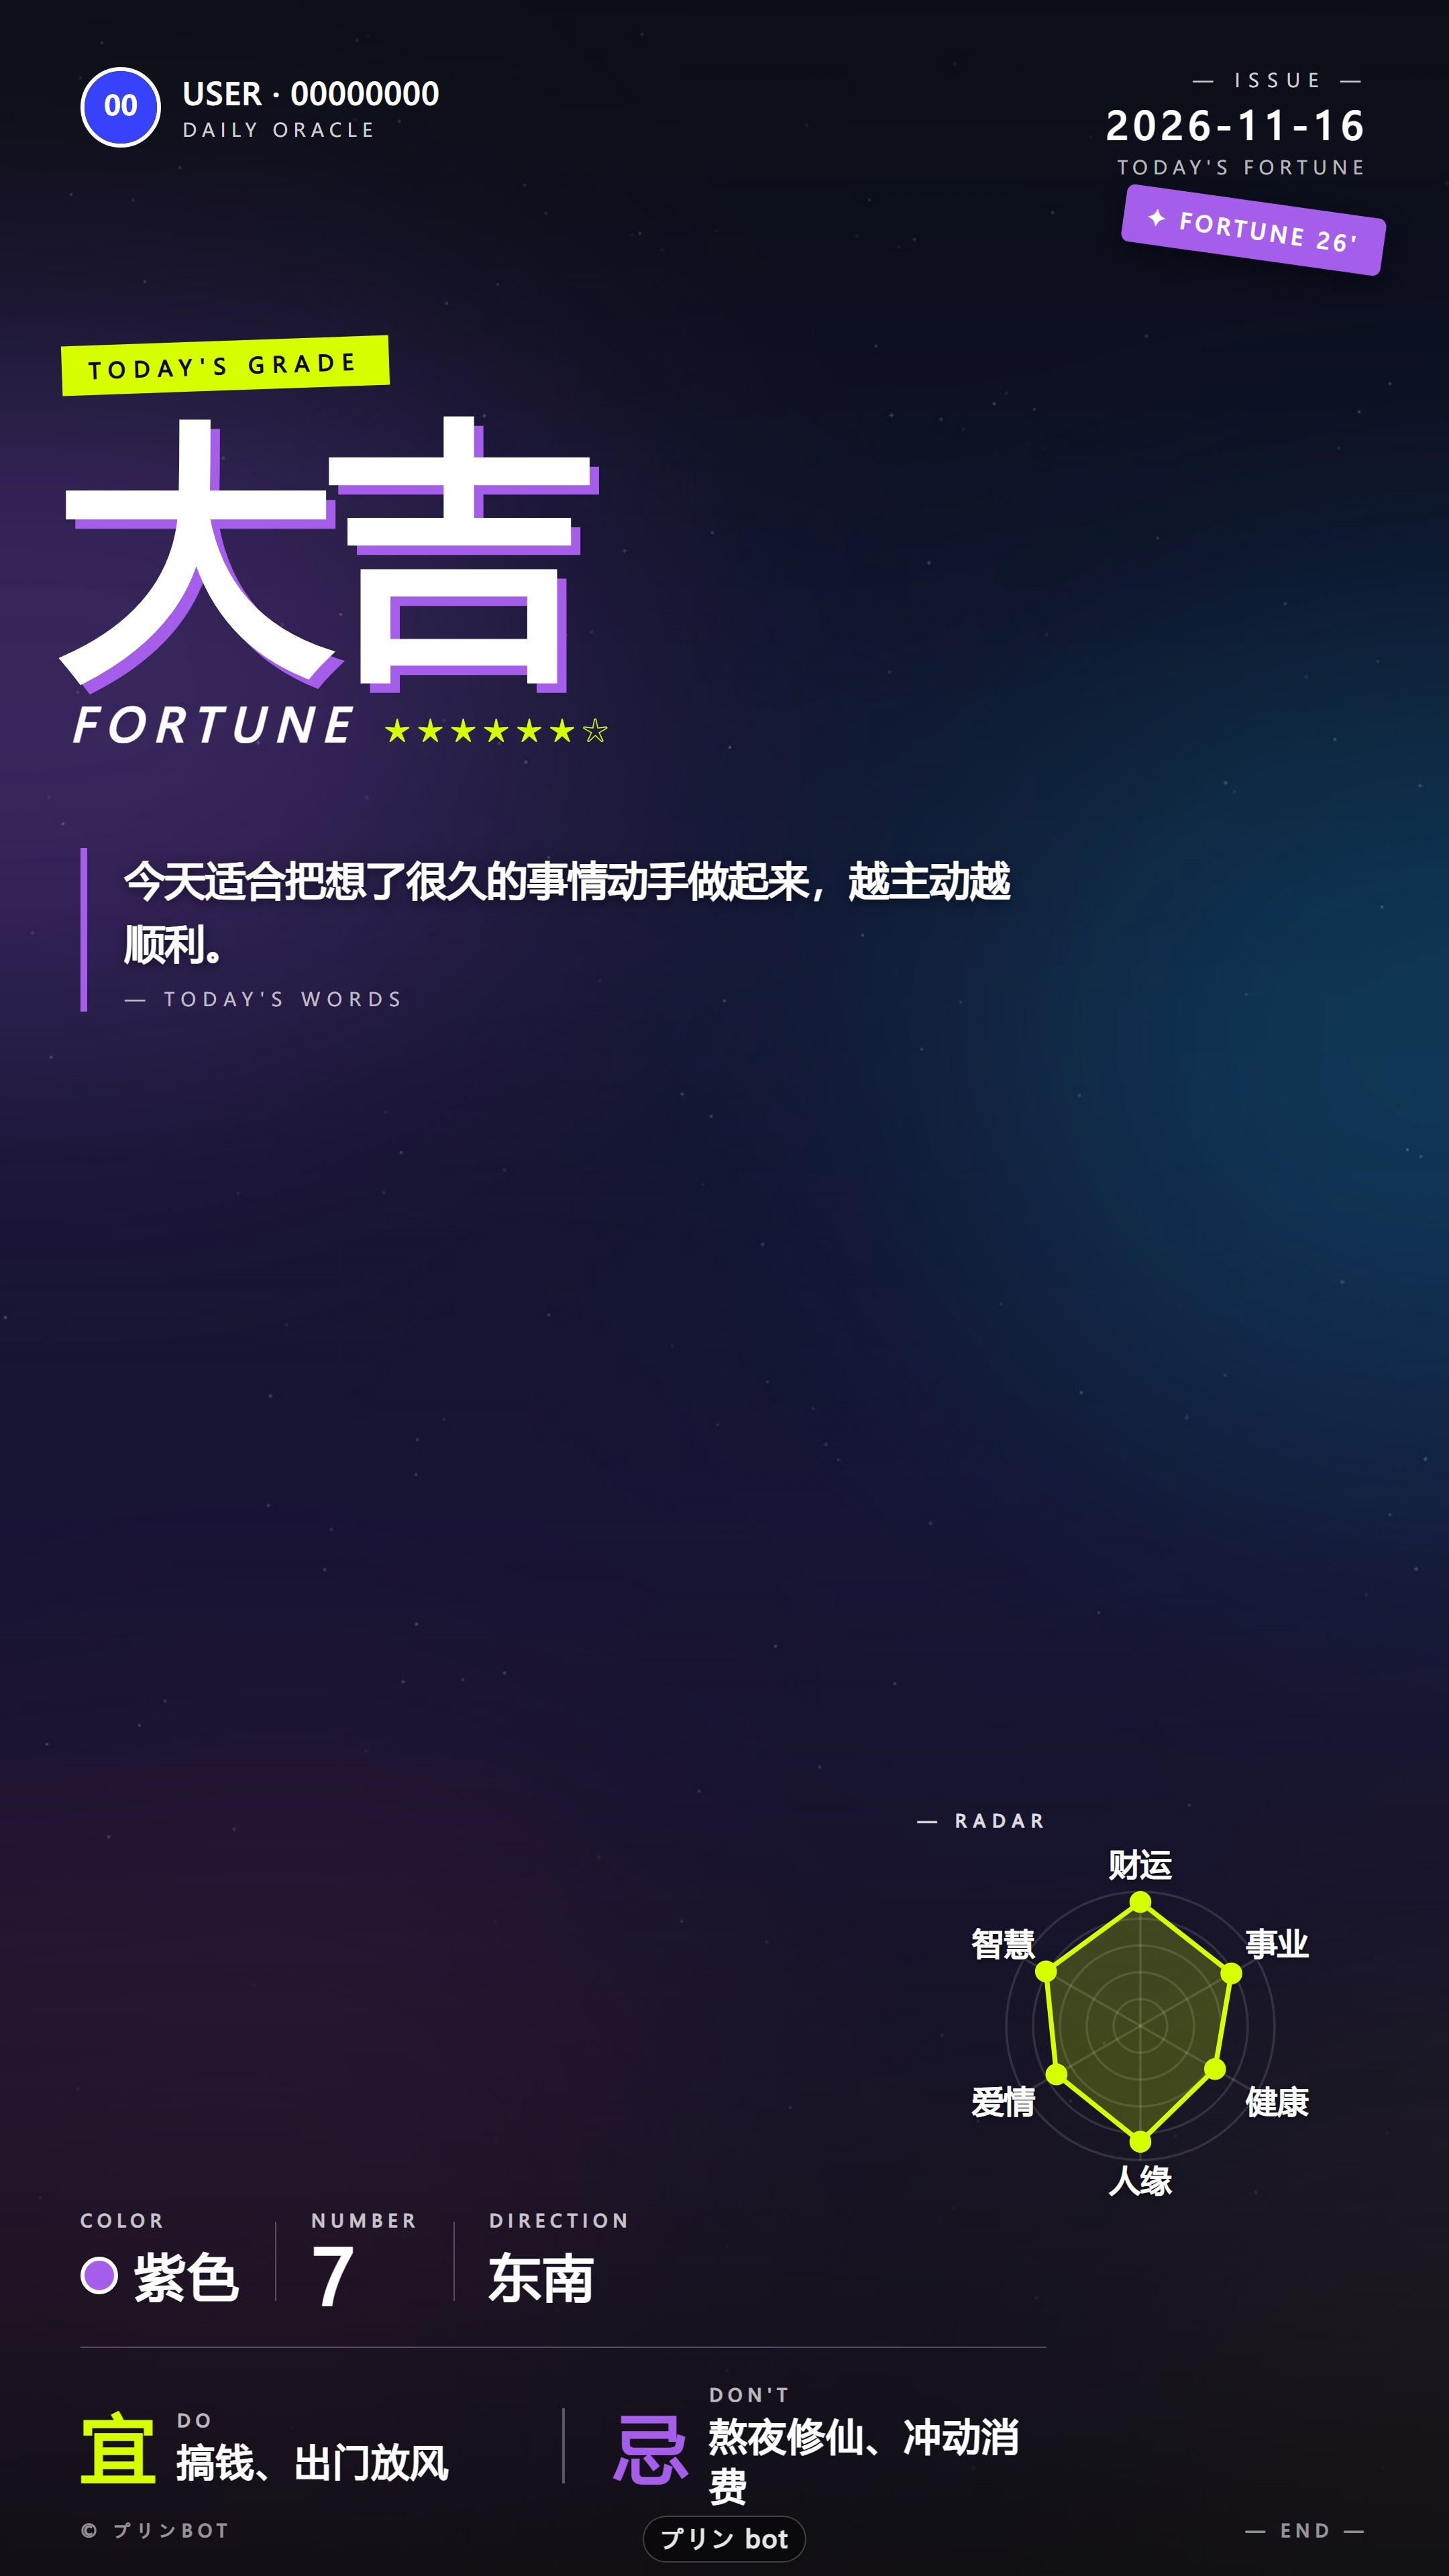 00
USER · 00000000
DAILY ORACLE
— ISSUE —
2026-11-16
TODAY'S FORTUNE
✦ FORTUNE 26'
TODAY'S GRADE
大吉
FORTUNE ★★★★★★☆
今天适合把想了很久的事情动手做起来，越主动越
顺利。
— TODAY'S WORDS
— RADAR
财运
智慧
事业
爱情
健康
人缘
COLOR
紫色
NUMBER
7
DIRECTION
东南
宜
DO
搞钱、出门放风
忌
DON'T
熬夜修仙、冲动消
费
© プリンBOT
プリン bot
— END —